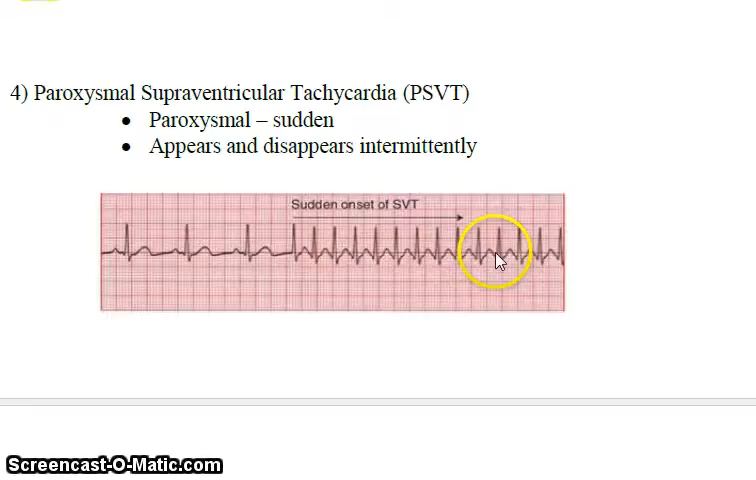 4) Paroxysmal Supraventricular Tachycardia (PSVT)
• Paroxysmal – sudden
• Appears and disappears intermittently
Sudden onset of SVT
Screencast-O-Matic.com